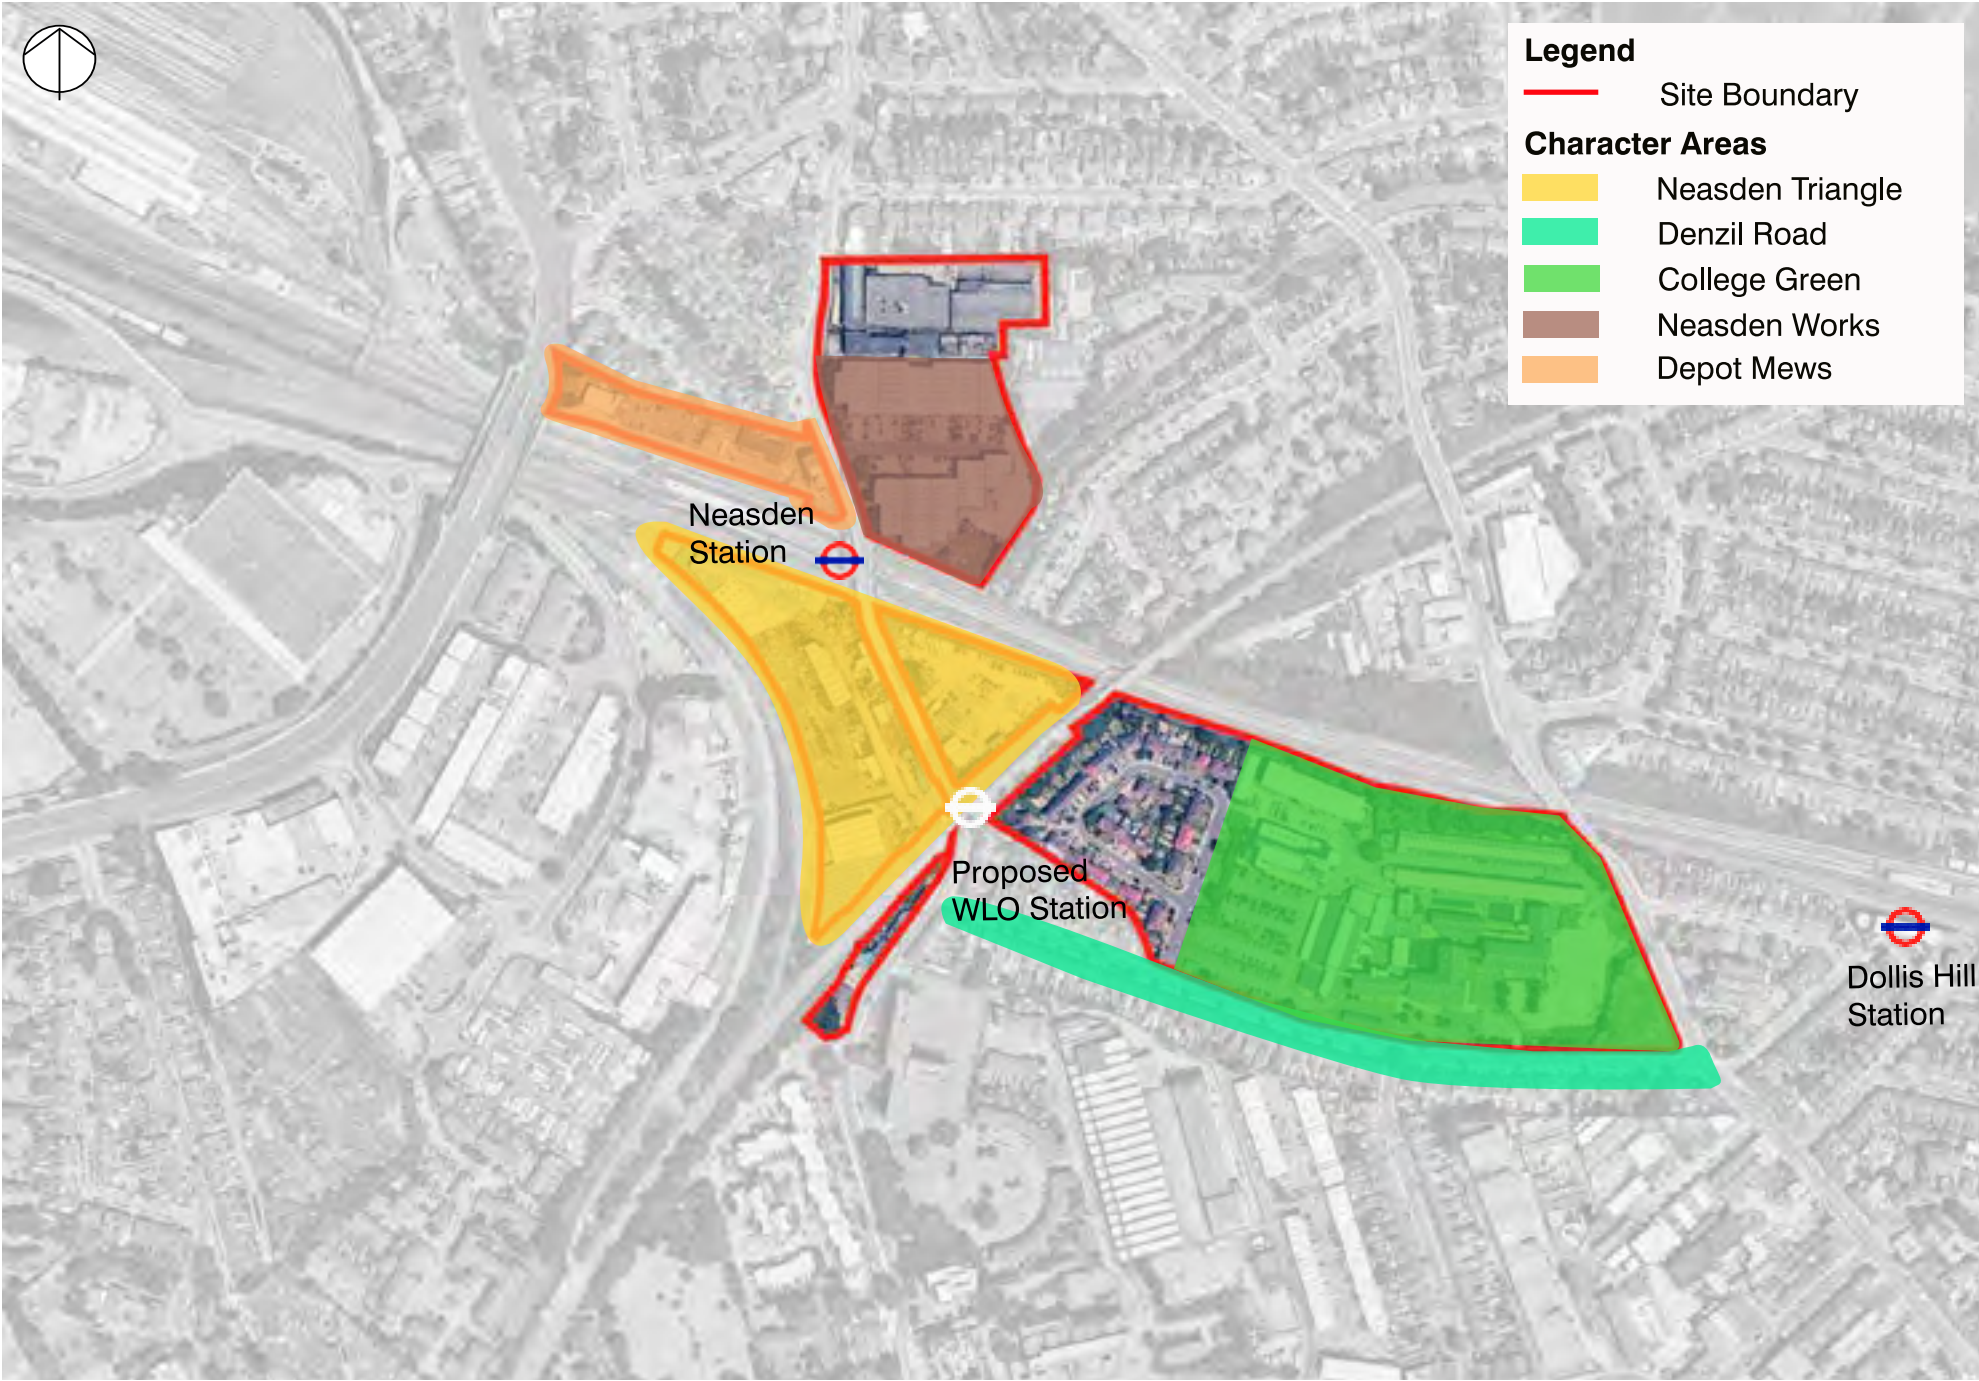 Legend
Site Boundary
Character Areas
Neasden Triangle
Denzil Road
College Green
Neasden Works
Depot Mews
Neasden
Station
Proposed
WLO Station
Dollis Hill
Station